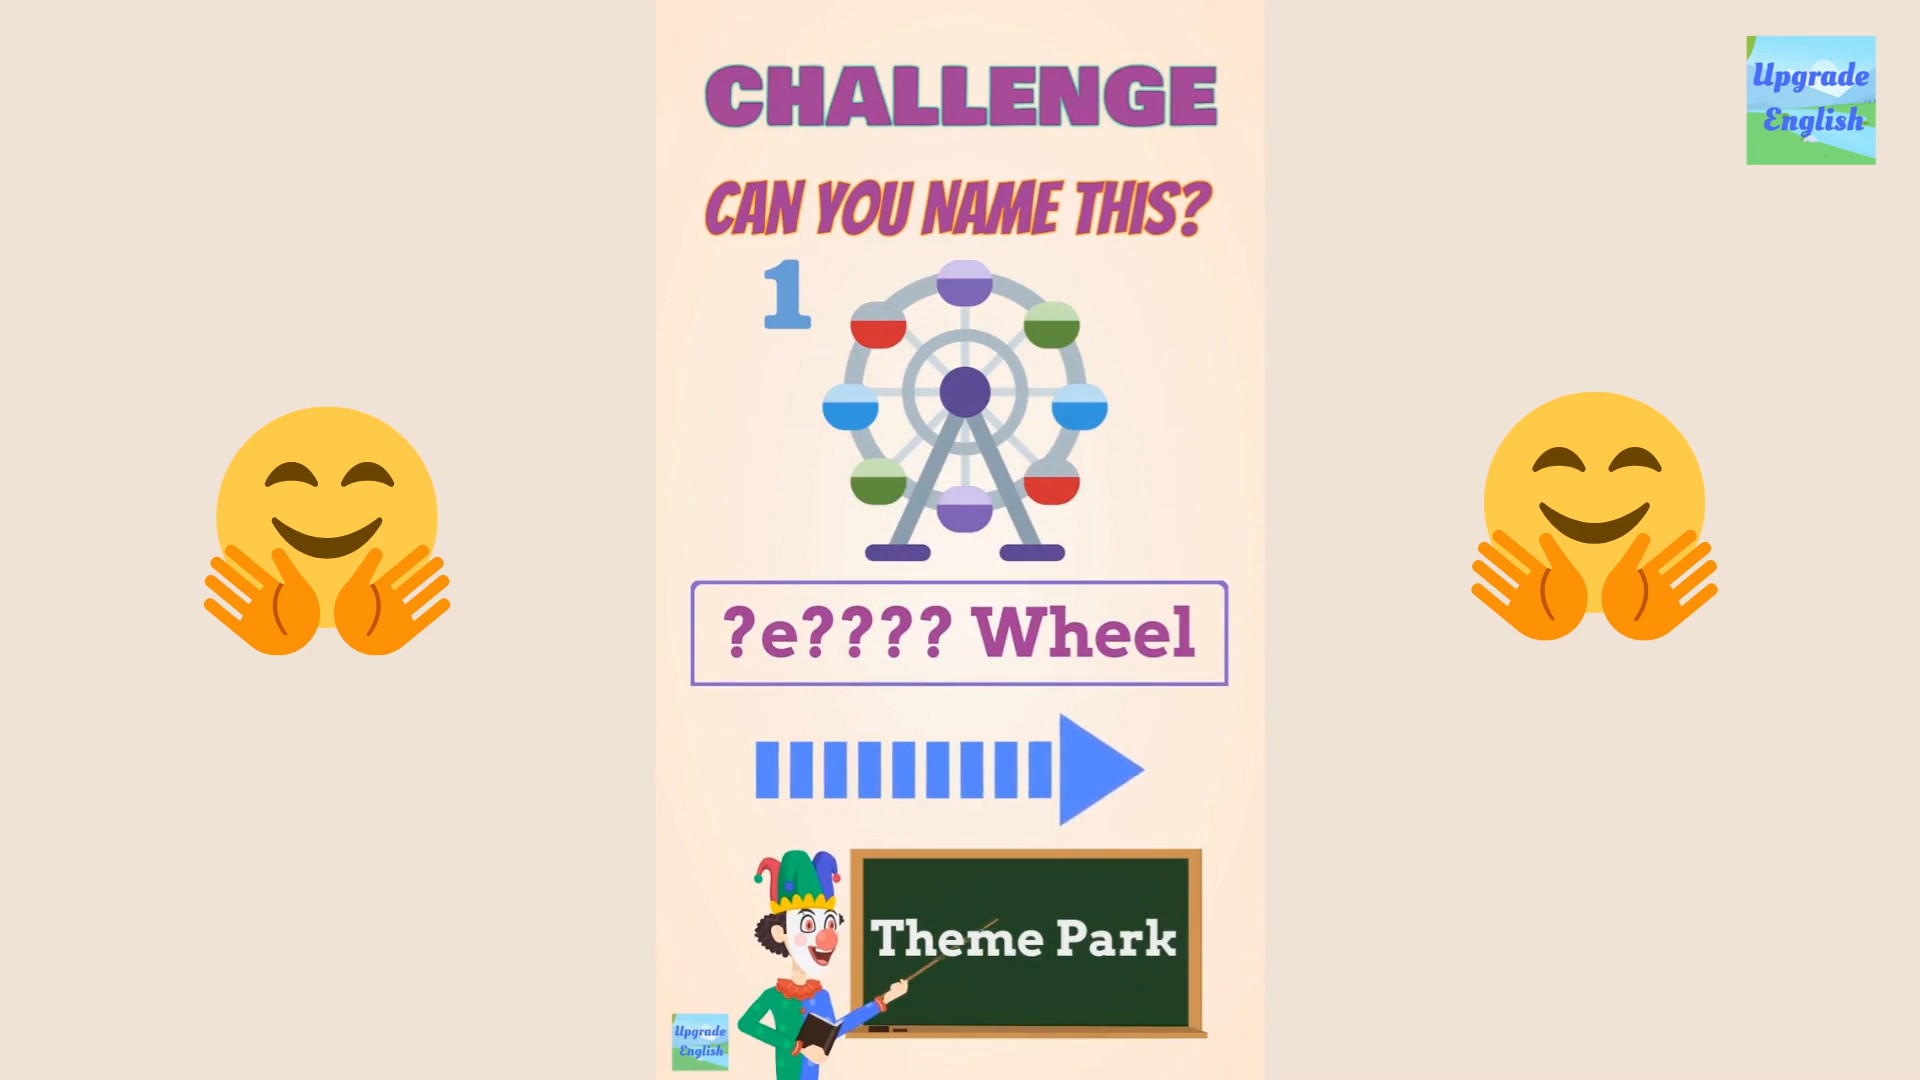 CHALLENGE
CAN YOU NAME THIS?
1
?e???? Wheel
Theme Park
Upgrade
English
Upgrade
English